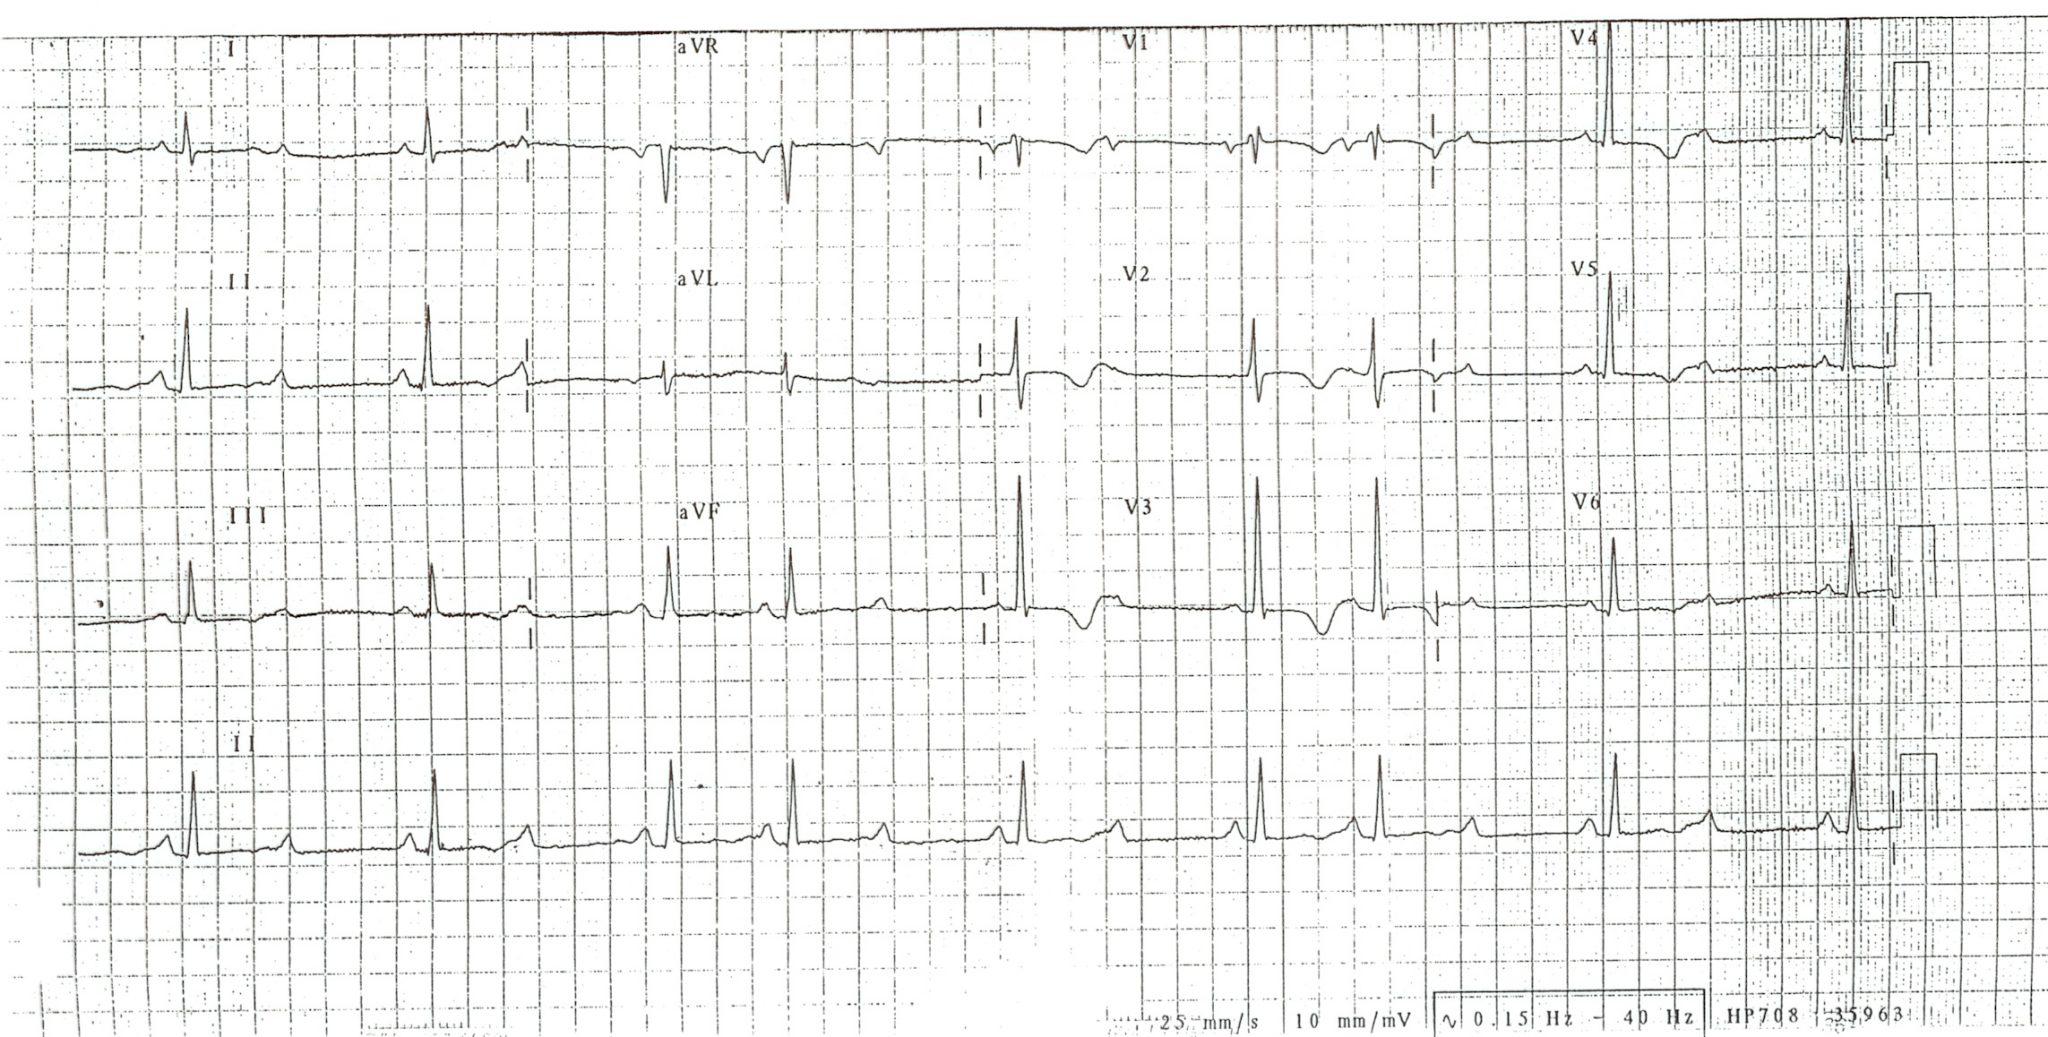 I aVR V1 V4
II aVL V2 V5
III aVF V3 V6
II
25 mm/s 10 mm/mV ∿ 0.15 Hz - 40 Hz HP708 35963